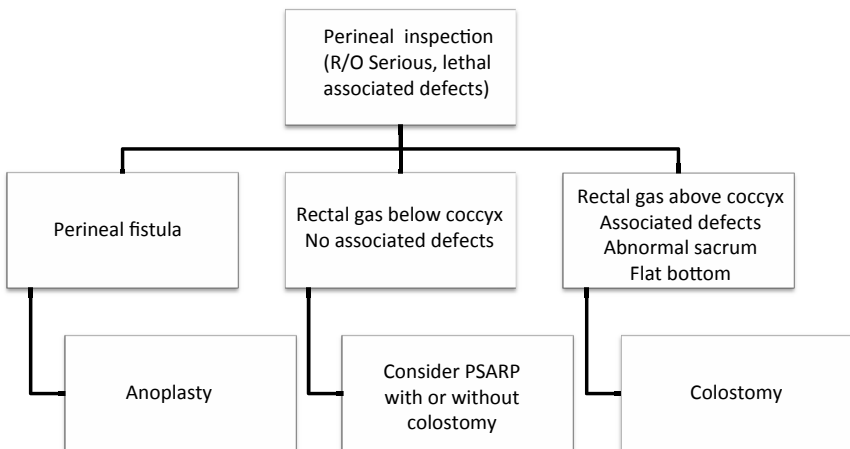 Perineal inspection
(R/O Serious, lethal
associated defects)
Perineal fistula
Rectal gas below coccyx
No associated defects
Rectal gas above coccyx
Associated defects
Abnormal sacrum
Flat bottom
Anoplasty
Consider PSARP
with or without
colostomy
Colostomy